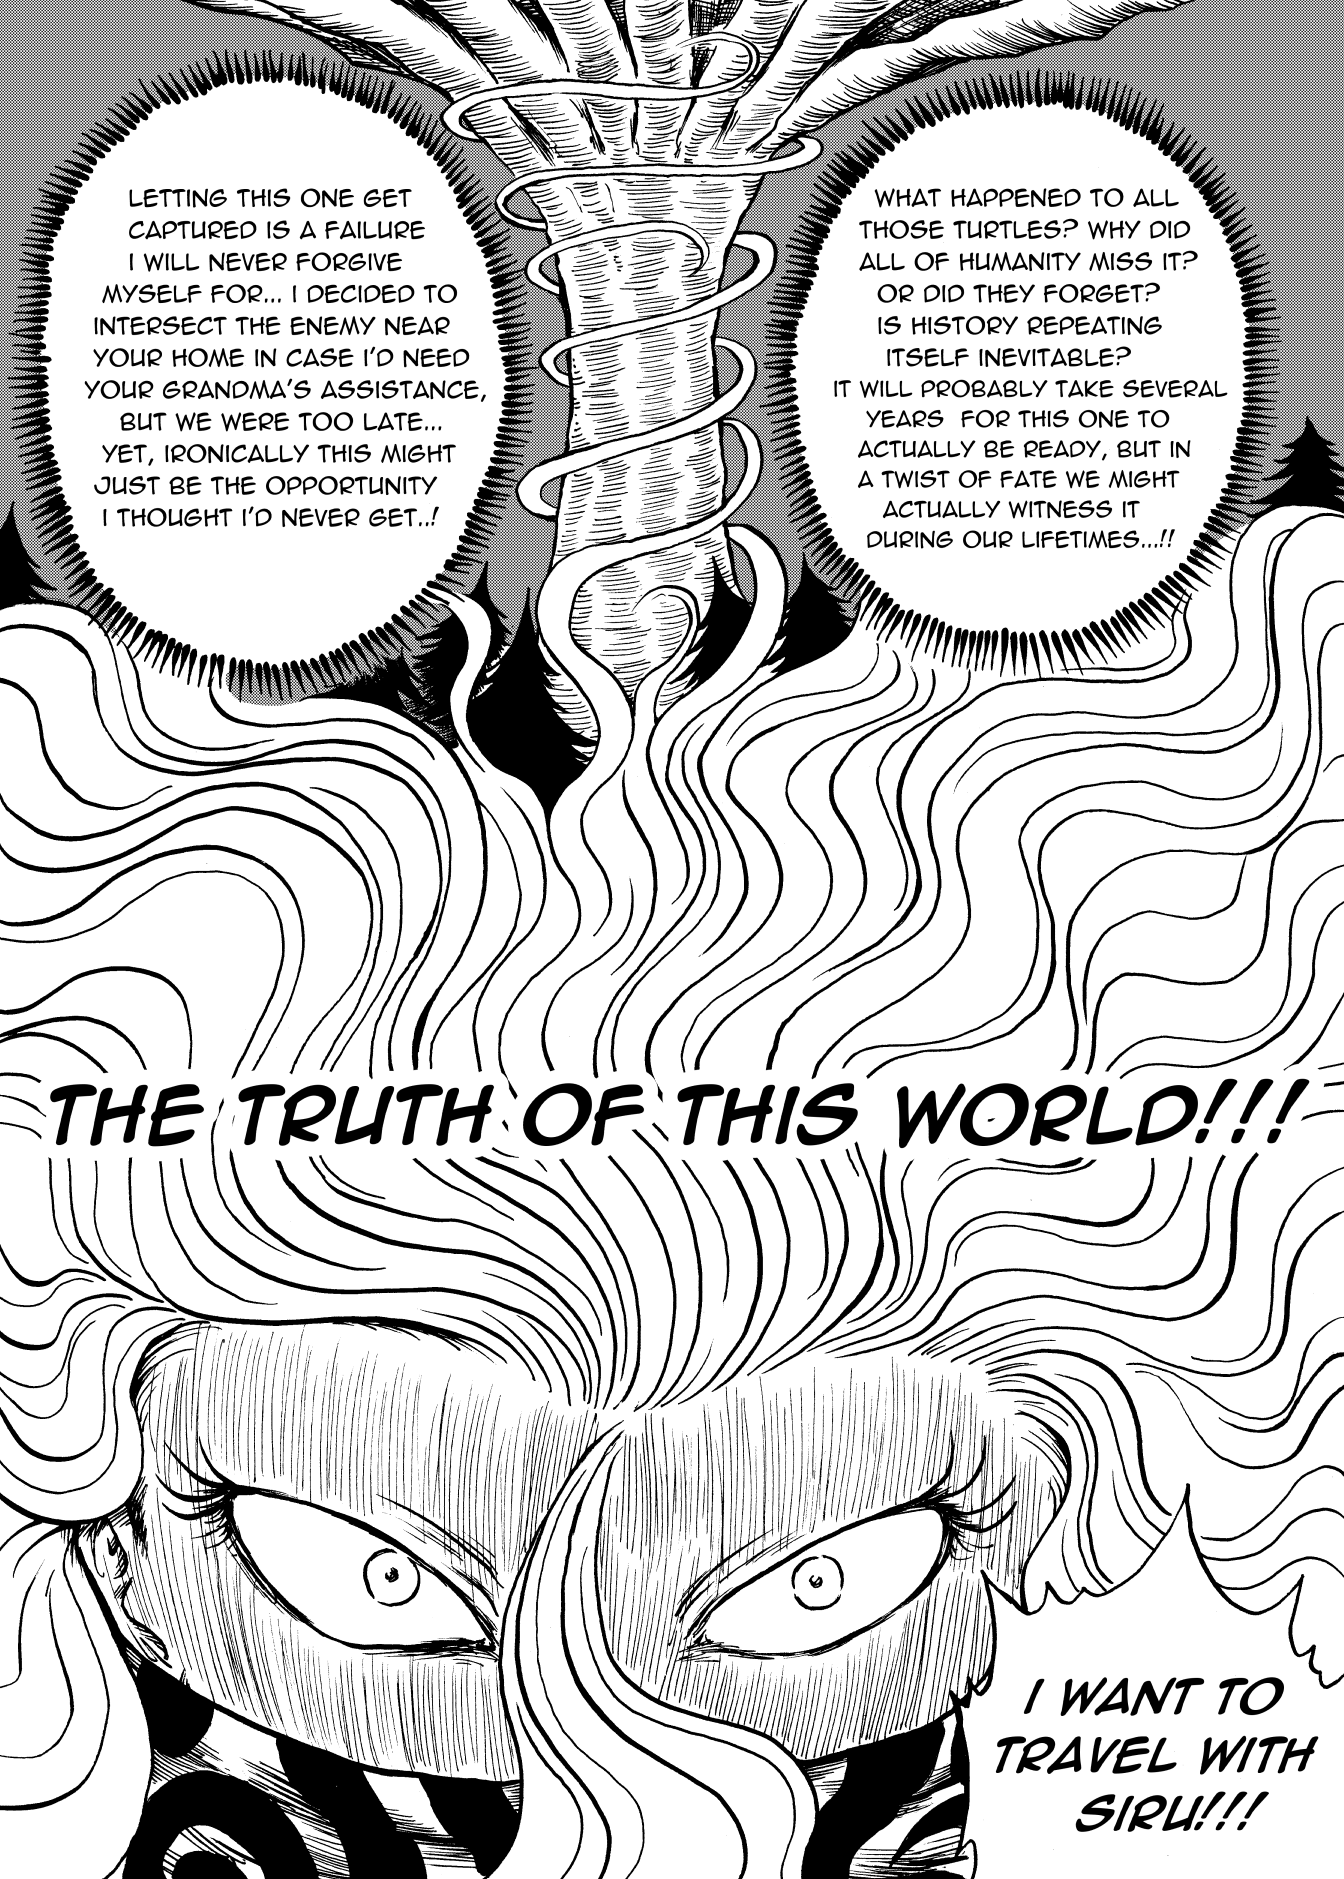 LETTING THIS ONE GET
CAPTURED IS A FAILURE
I WILL NEVER FORGIVE
MYSELF FOR... I DECIDED TO
INTERSECT THE ENEMY NEAR
YOUR HOME IN CASE I'D NEED
YOUR GRANDMA'S ASSISTANCE,
BUT WE WERE TOO LATE...
YET, IRONICALLY THIS MIGHT
JUST BE THE OPPORTUNITY
I THOUGHT I'D NEVER GET..!
WHAT HAPPENED TO ALL
THOSE TURTLES? WHY DID
ALL OF HUMANITY MISS IT?
OR DID THEY FORGET?
IS HISTORY REPEATING
ITSELF INEVITABLE?
IT WILL PROBABLY TAKE SEVERAL
YEARS FOR THIS ONE TO
ACTUALLY BE READY, BUT IN
A TWIST OF FATE WE MIGHT
ACTUALLY WITNESS IT
DURING OUR LIFETIMES...!!
THE TRUTH OF THIS WORLD!!!
I WANT TO
TRAVEL WITH
SIRU!!!